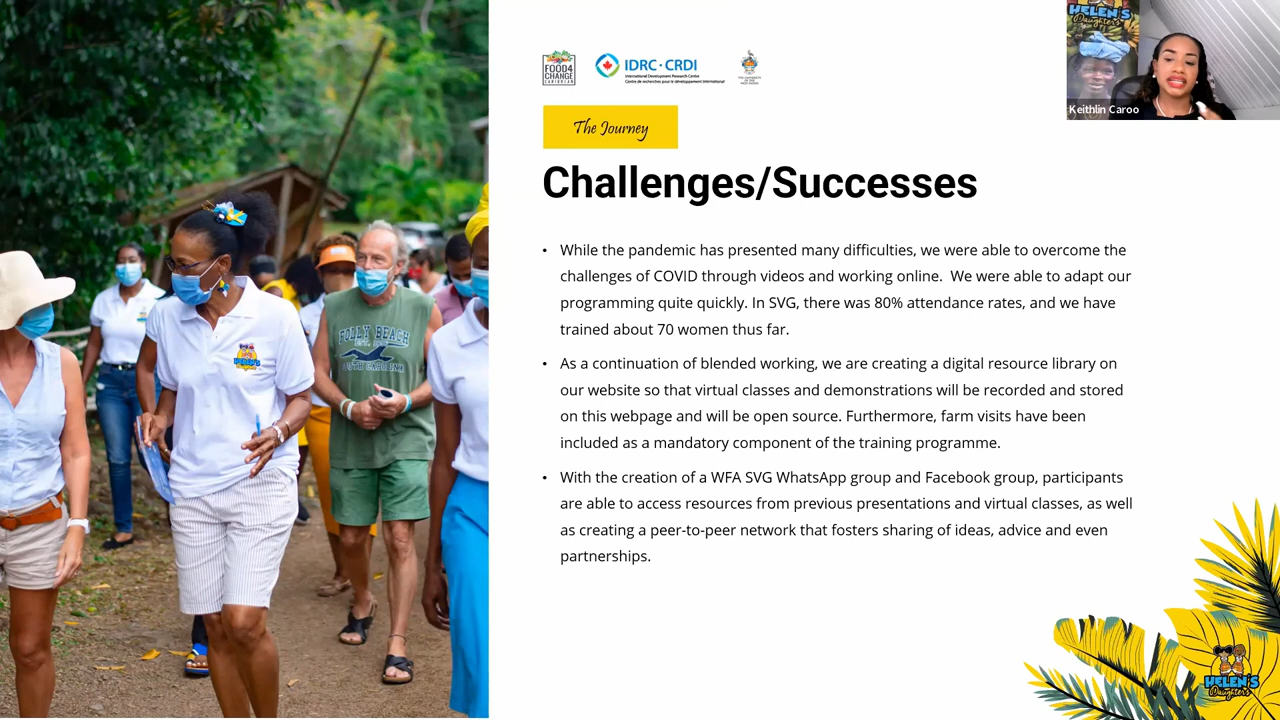 HELEN'S
Daughters
Keithlin Caroo
FOOD4
CHANGE
CARIBBEAN
IDRC · CRDI
International Development Research Centre
Centre de recherches pour le développement international
The Journey
Challenges/Successes
• While the pandemic has presented many difficulties, we were able to overcome the
challenges of COVID through videos and working online. We were able to adapt our
programming quite quickly. In SVG, there was 80% attendance rates, and we have
trained about 70 women thus far.
• As a continuation of blended working, we are creating a digital resource library on
our website so that virtual classes and demonstrations will be recorded and stored
on this webpage and will be open source. Furthermore, farm visits have been
included as a mandatory component of the training programme.
• With the creation of a WFA SVG WhatsApp group and Facebook group, participants
are able to access resources from previous presentations and virtual classes, as well
as creating a peer-to-peer network that fosters sharing of ideas, advice and even
partnerships.
FOLLY BEACH
SOUTH CAROLINA
HELEN'S
Daughters
HELEN'S
Daughters